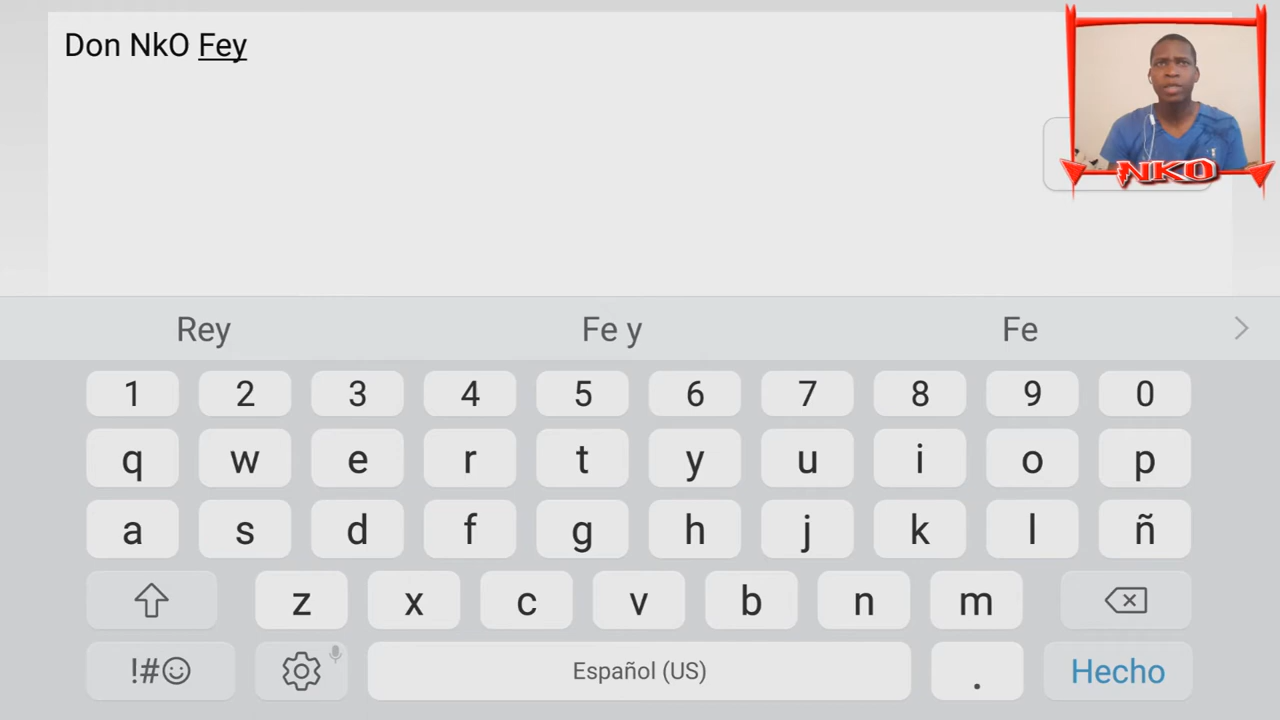 Don NkO Fey
NKO
Rey Fe y Fe
1 2 3 4 5 6 7 8 9 0
q w e r t y u i o p
a s d f g h j k l ñ
z x c v b n m
!#☺ Español (US) . Hecho